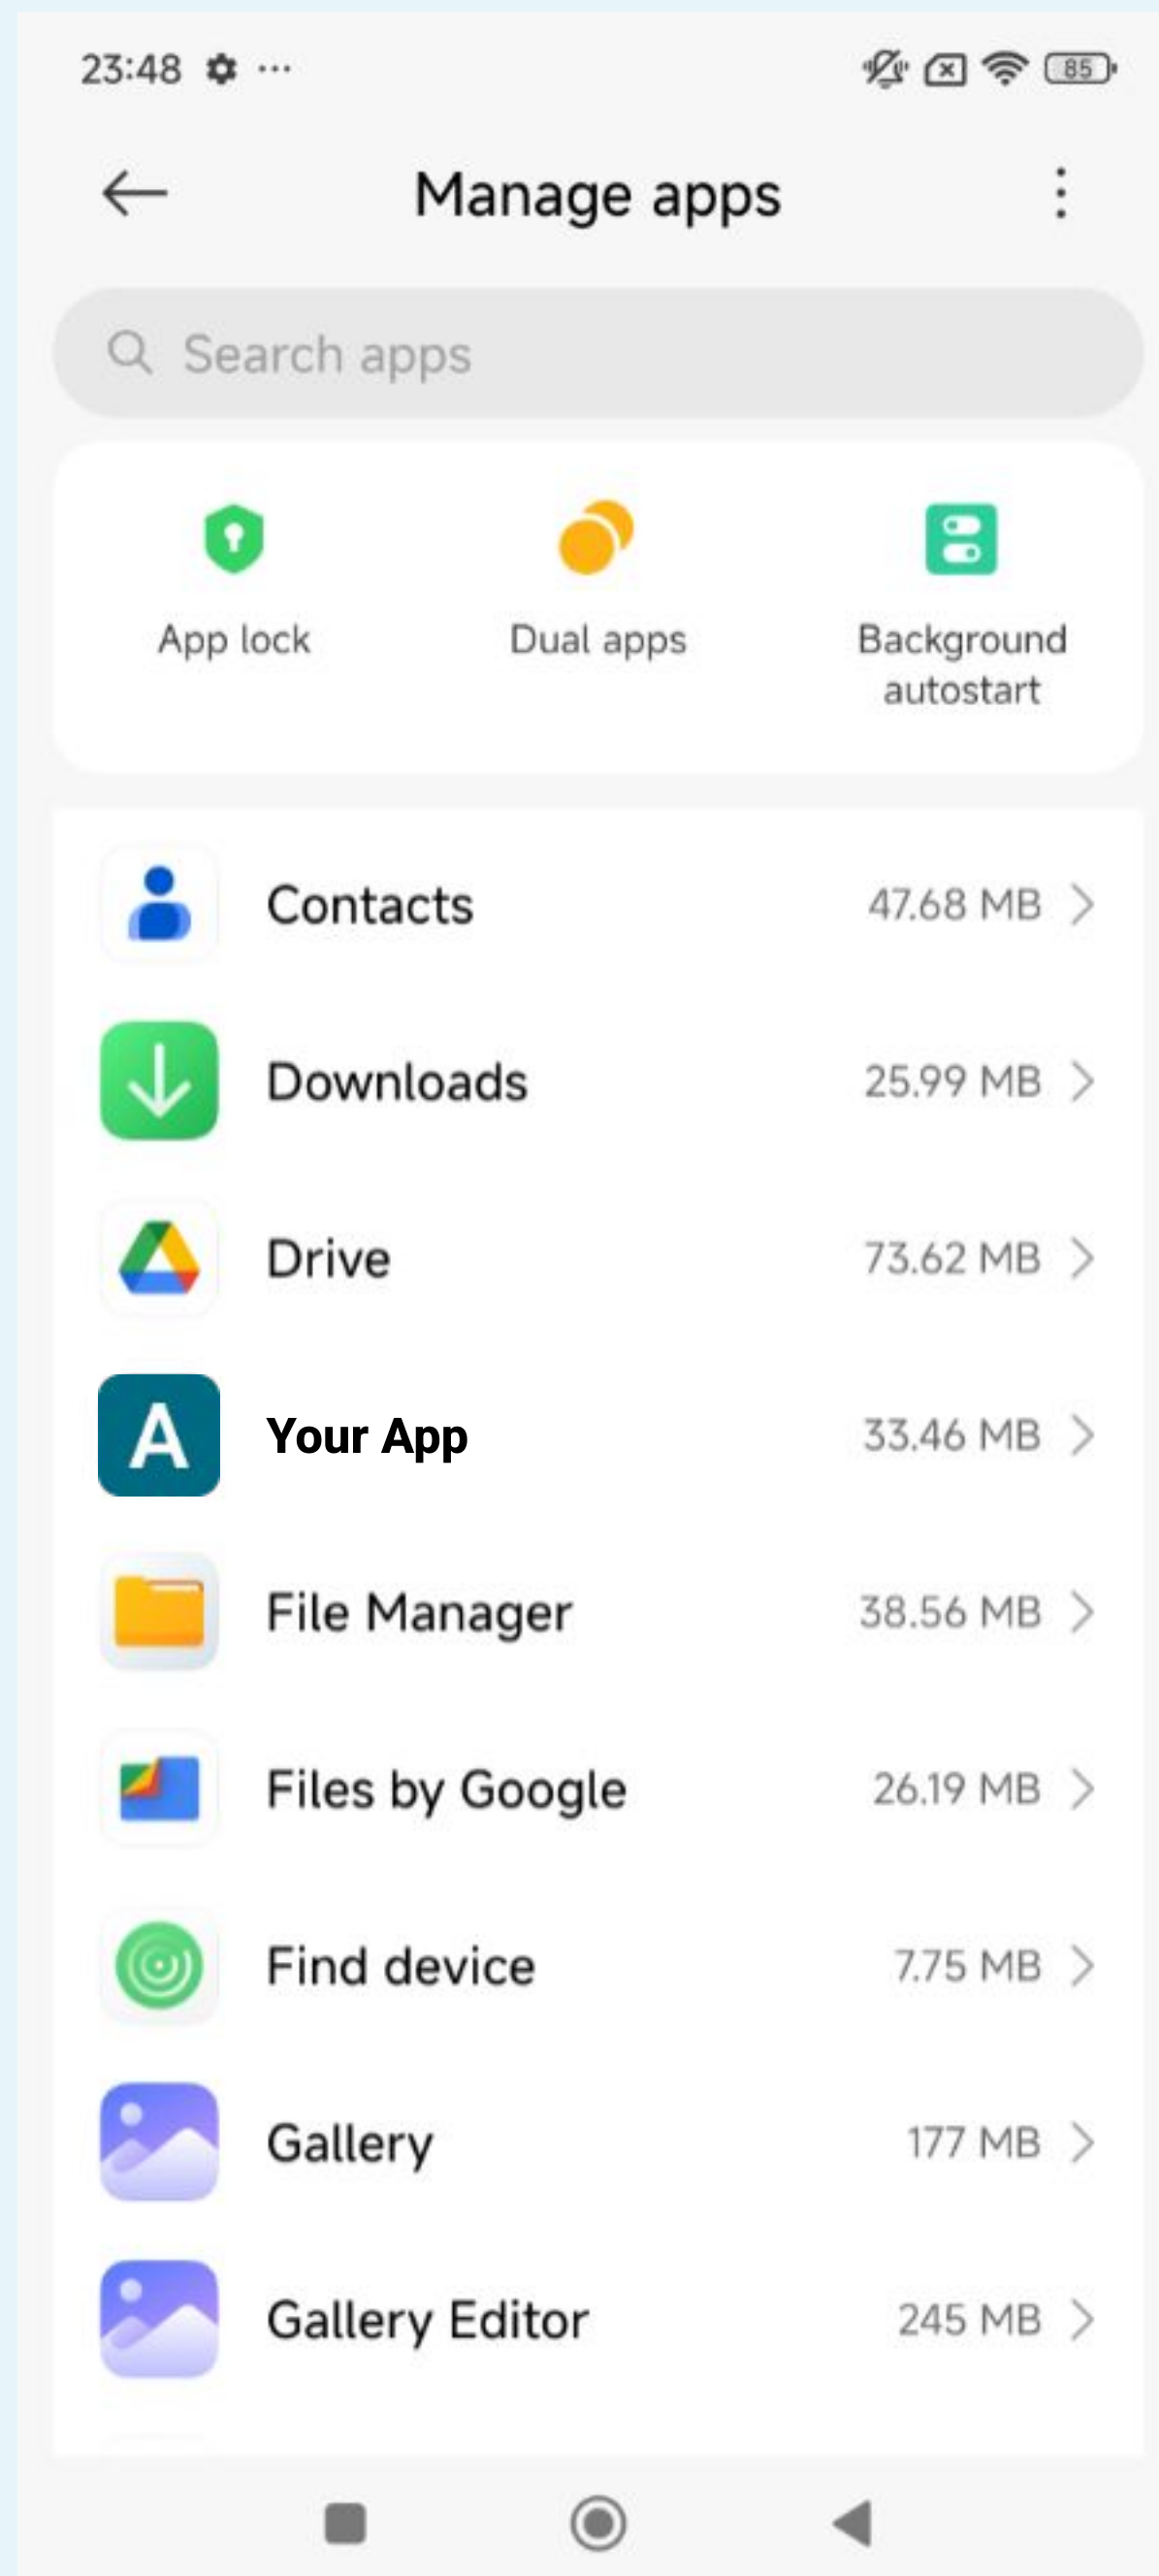 23:48
85
Manage apps
Search apps
App lock
Dual apps
Background
autostart
Contacts
47.68 MB
Downloads
25.99 MB
Drive
73.62 MB
A
Your App
33.46 MB
File Manager
38.56 MB
Files by Google
26.19 MB
Find device
7.75 MB
Gallery
177 MB
Gallery Editor
245 MB